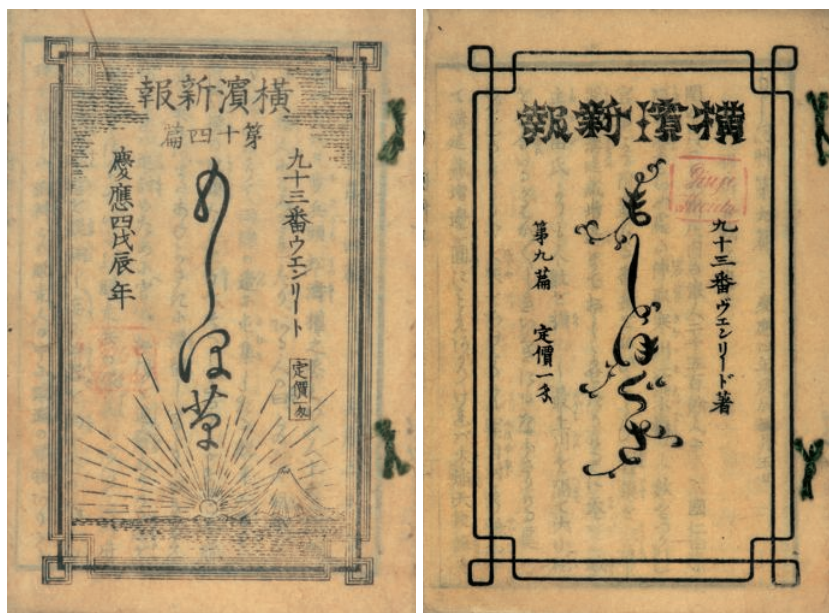 横濱新報
第十四篇
九十三番ウエンリート
もしほ草
慶應四戊辰年
定價一匁
横濱新報
九十三番ヴエンリード著
もしほぐさ
第九篇 定價一匁